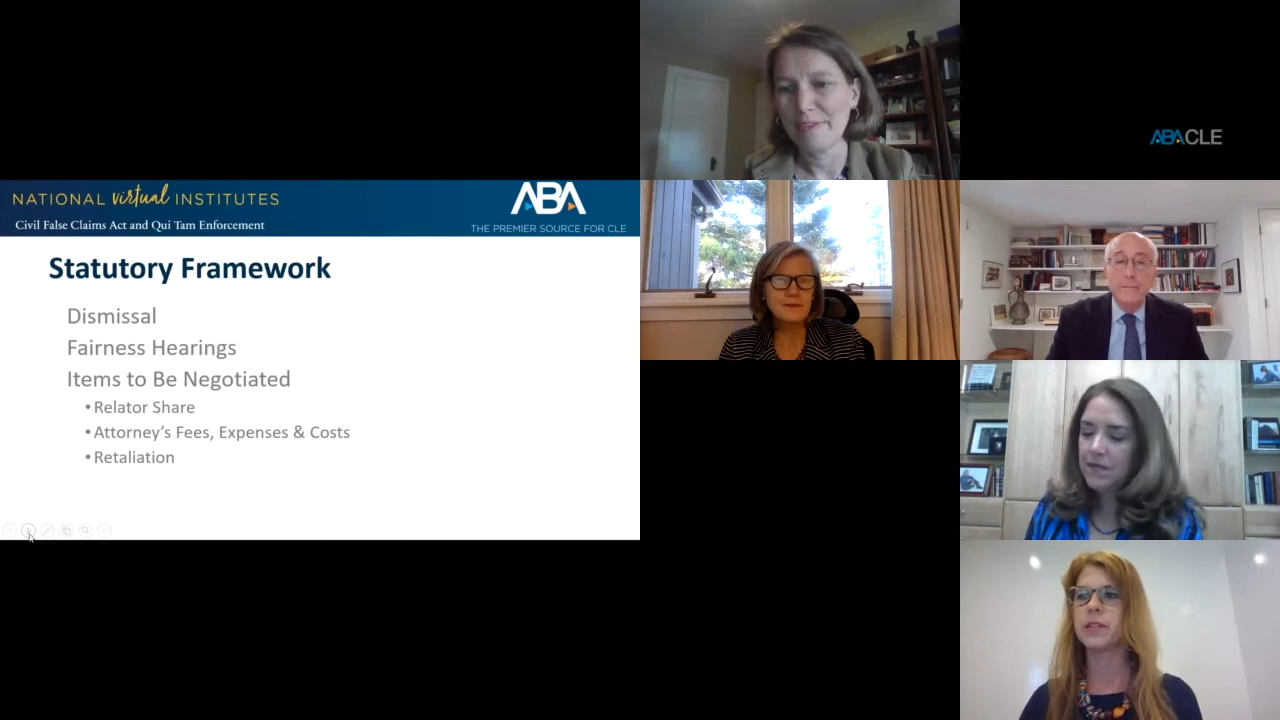 ABACLE
NATIONAL virtual INSTITUTES
ABA
Civil False Claims Act and Qui Tam Enforcement
THE PREMIER SOURCE FOR CLE
Statutory Framework
Dismissal
Fairness Hearings
Items to Be Negotiated
• Relator Share
• Attorney's Fees, Expenses & Costs
• Retaliation